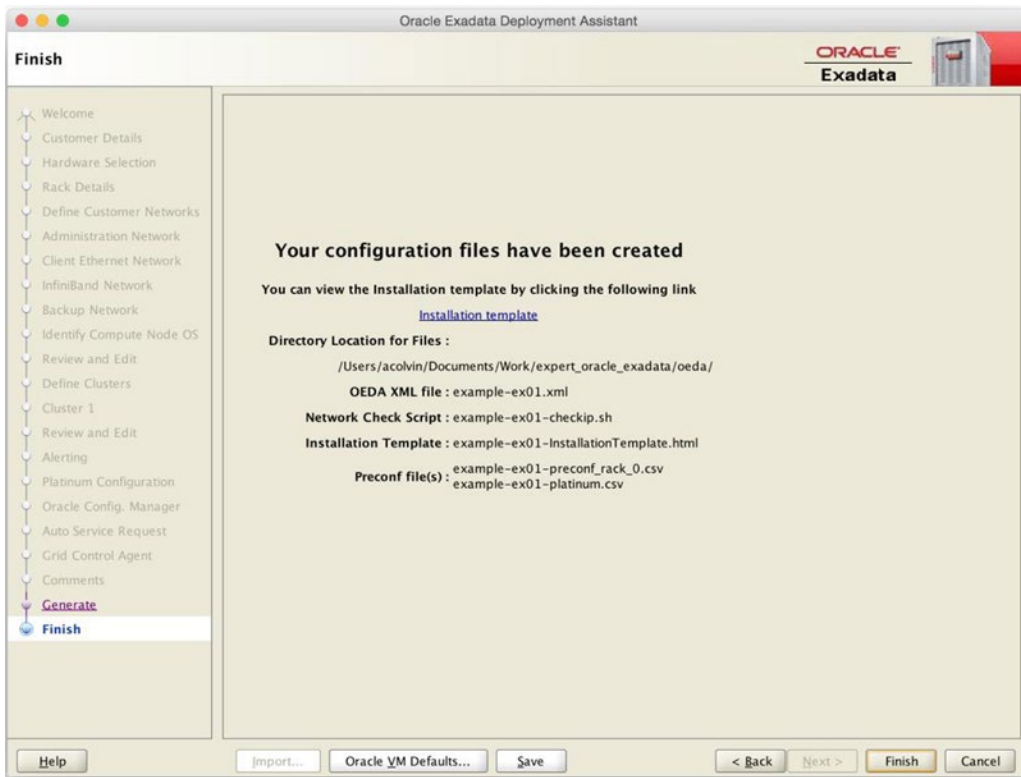 Oracle Exadata Deployment Assistant
Finish
ORACLE
Exadata
Welcome
Customer Details
Hardware Selection
Rack Details
Define Customer Networks
Administration Network
Client Ethernet Network
InfiniBand Network
Backup Network
Identify Compute Node OS
Review and Edit
Define Clusters
Cluster 1
Review and Edit
Alerting
Platinum Configuration
Oracle Config. Manager
Auto Service Request
Grid Control Agent
Comments
Generate
Finish
Your configuration files have been created
You can view the Installation template by clicking the following link
Installation template
Directory Location for Files :
/Users/acolvin/Documents/Work/expert_oracle_exadata/oeda/
OEDA XML file : example-ex01.xml
Network Check Script : example-ex01-checkip.sh
Installation Template : example-ex01-InstallationTemplate.html
Preconf file(s) : example-ex01-preconf_rack_0.csv
example-ex01-platinum.csv
Help
Import...
Oracle VM Defaults...
Save
< Back
Next >
Finish
Cancel